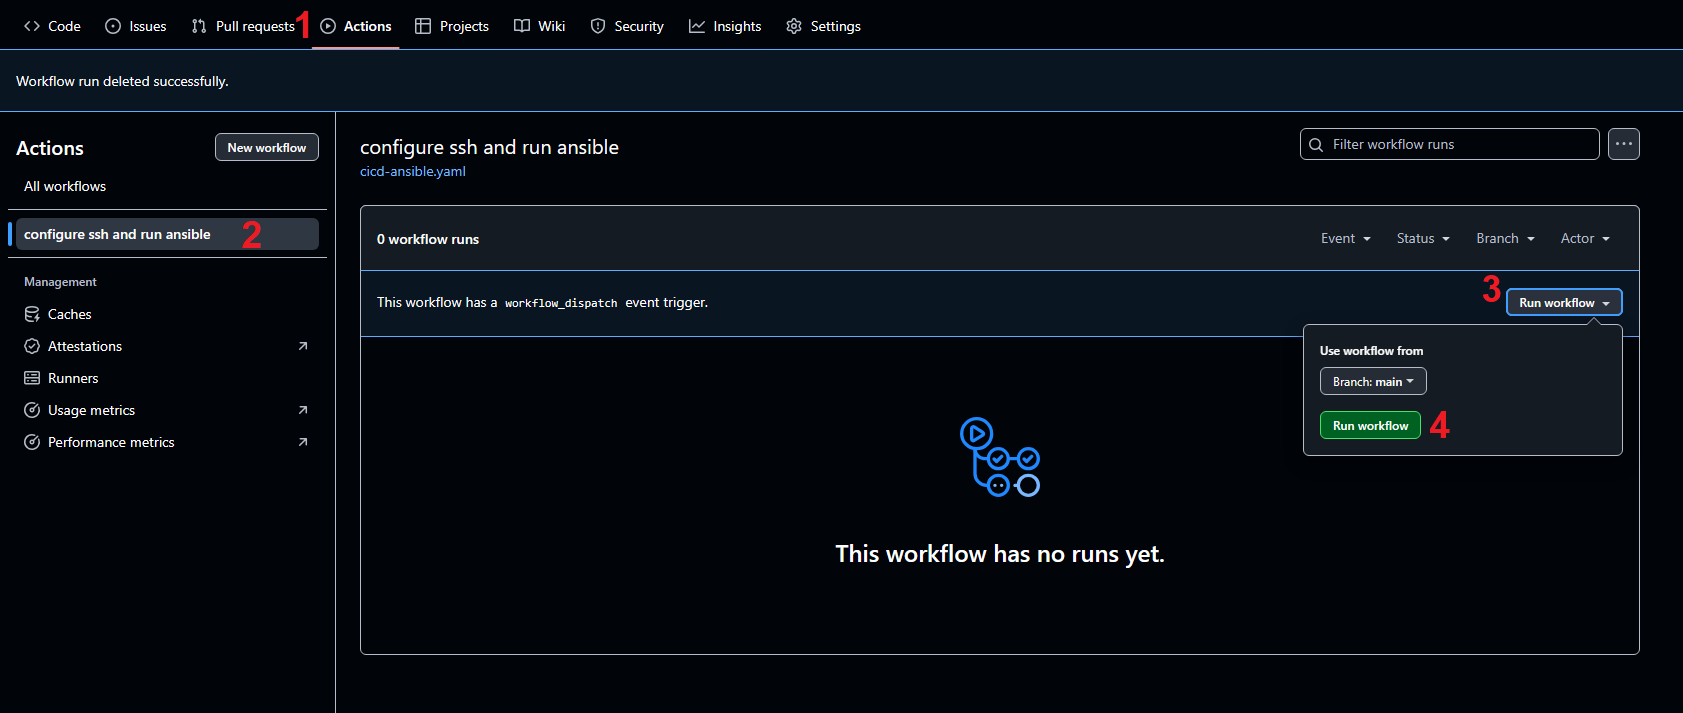 Code Issues Pull requests 1 Actions Projects Wiki Insights Security Settings
Workflow run deleted successfully.
Actions New workflow
All workflows
configure ssh and run ansible 2
Management
Caches
Attestations
Runners
Usage metrics
Performance metrics
configure ssh and run ansible
cicd-ansible.yaml
Filter workflow runs
0 workflow runs Event Status Branch Actor
This workflow has a workflow_dispatch event trigger. 3 Run workflow
Use workflow from
Branch: main
Run workflow 4
This workflow has no runs yet.